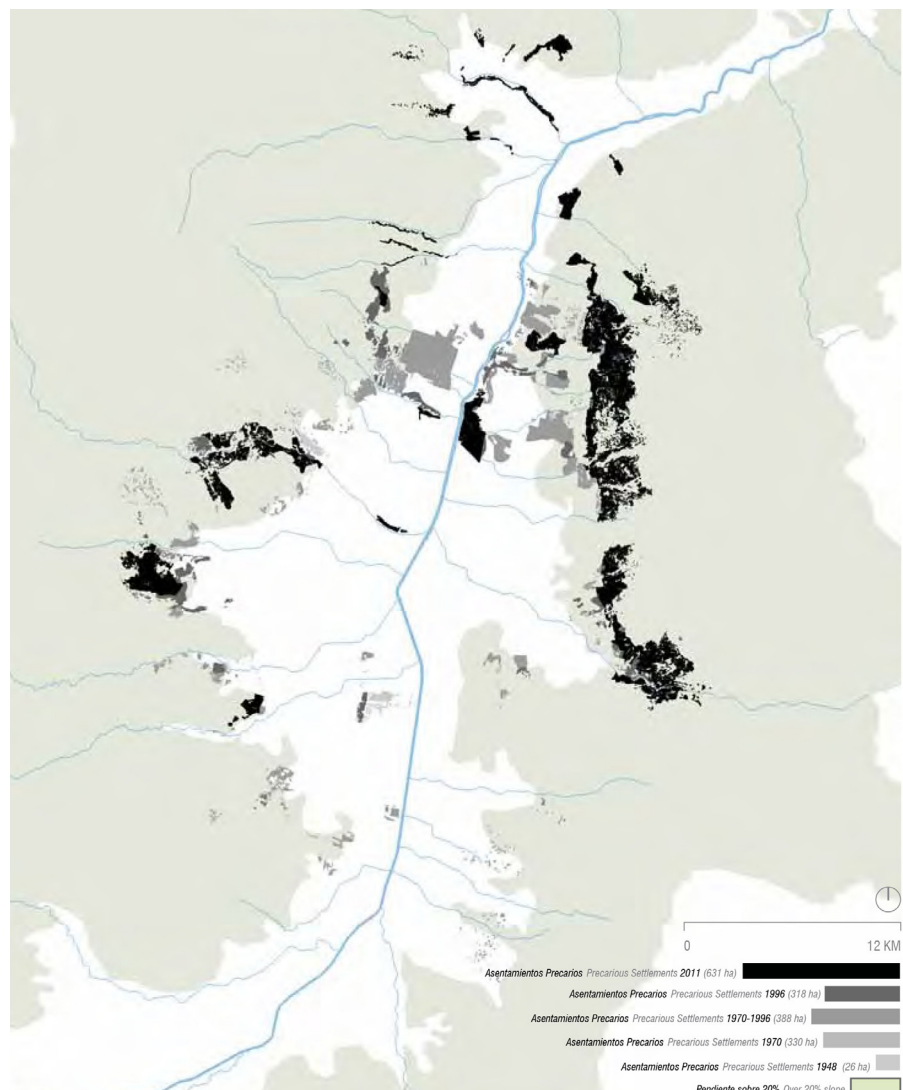 0 12 KM
Asentamientos Precarios Precarious Settlements 2011 (631 ha)
Asentamientos Precarios Precarious Settlements 1996 (318 ha)
Asentamientos Precarios Precarious Settlements 1970-1996 (388 ha)
Asentamientos Precarios Precarious Settlements 1970 (330 ha)
Asentamientos Precarios Precarious Settlements 1948 (26 ha)
Pendiente sobre 20% Over 20% slope